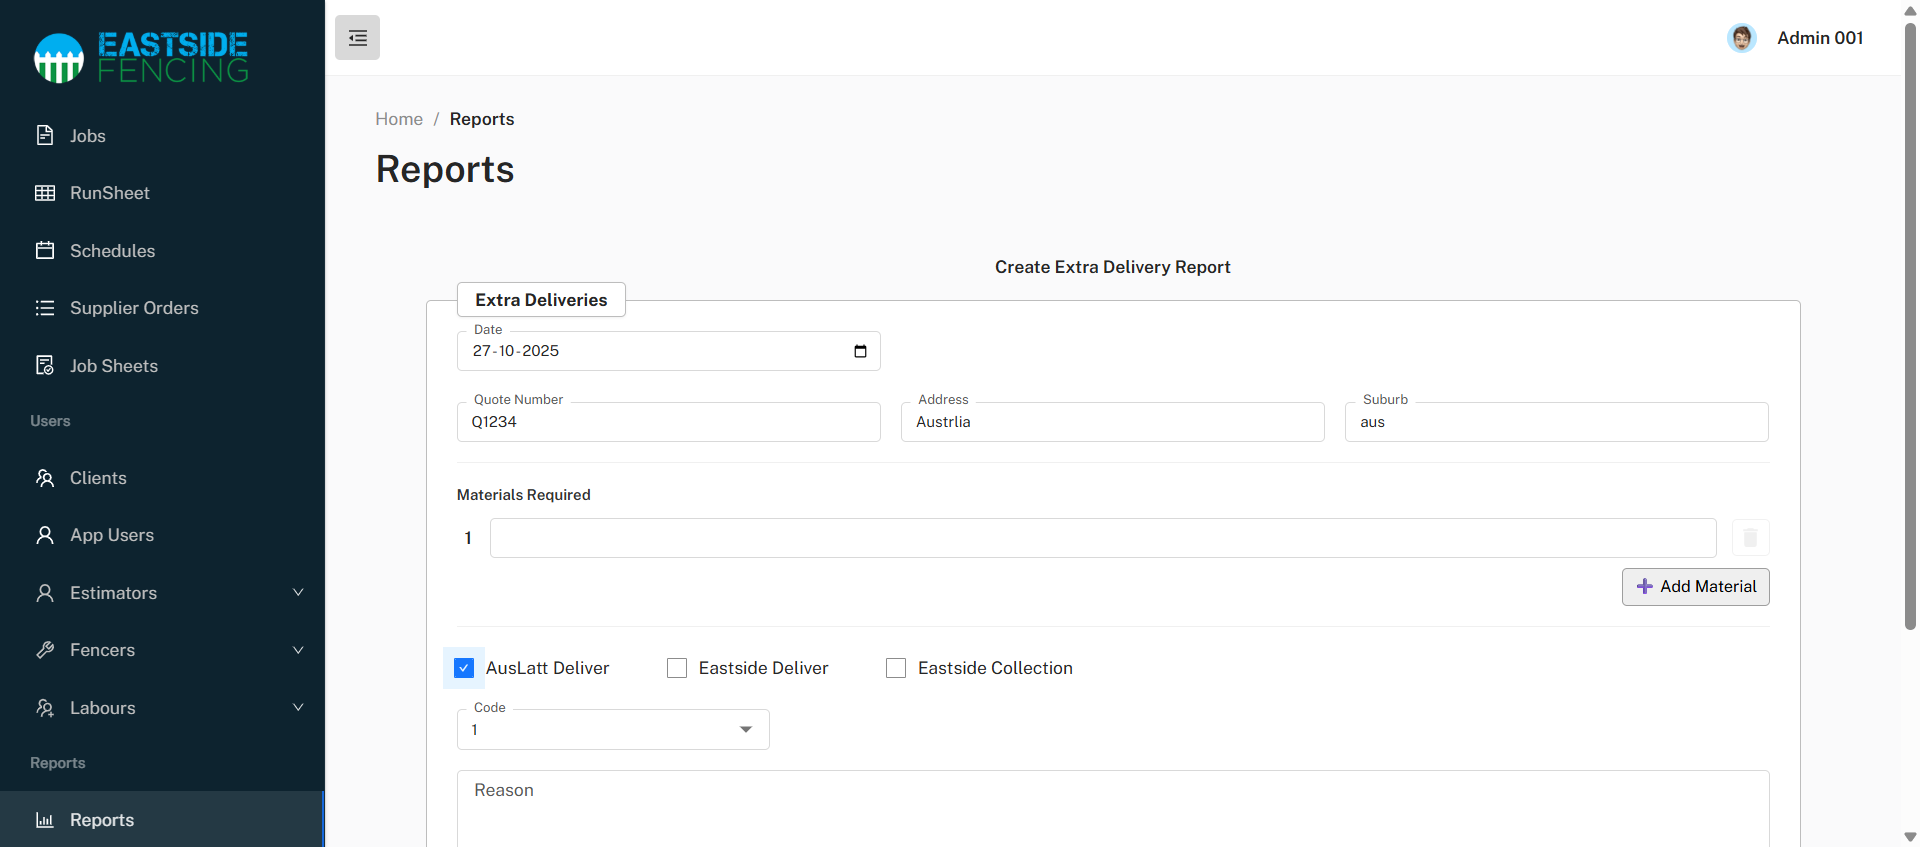 EASTSIDE
FENCING
Jobs
RunSheet
Schedules
Supplier Orders
Job Sheets
Users
Clients
App Users
Estimators
Fencers
Labours
Reports
Reports
Admin 001
Home / Reports
Reports
Create Extra Delivery Report
Extra Deliveries
Date
27-10-2025
Quote Number
Q1234
Address
Austrlia
Suburb
aus
Materials Required
1
Add Material
AusLatt Deliver
Eastside Deliver
Eastside Collection
Code
1
Reason